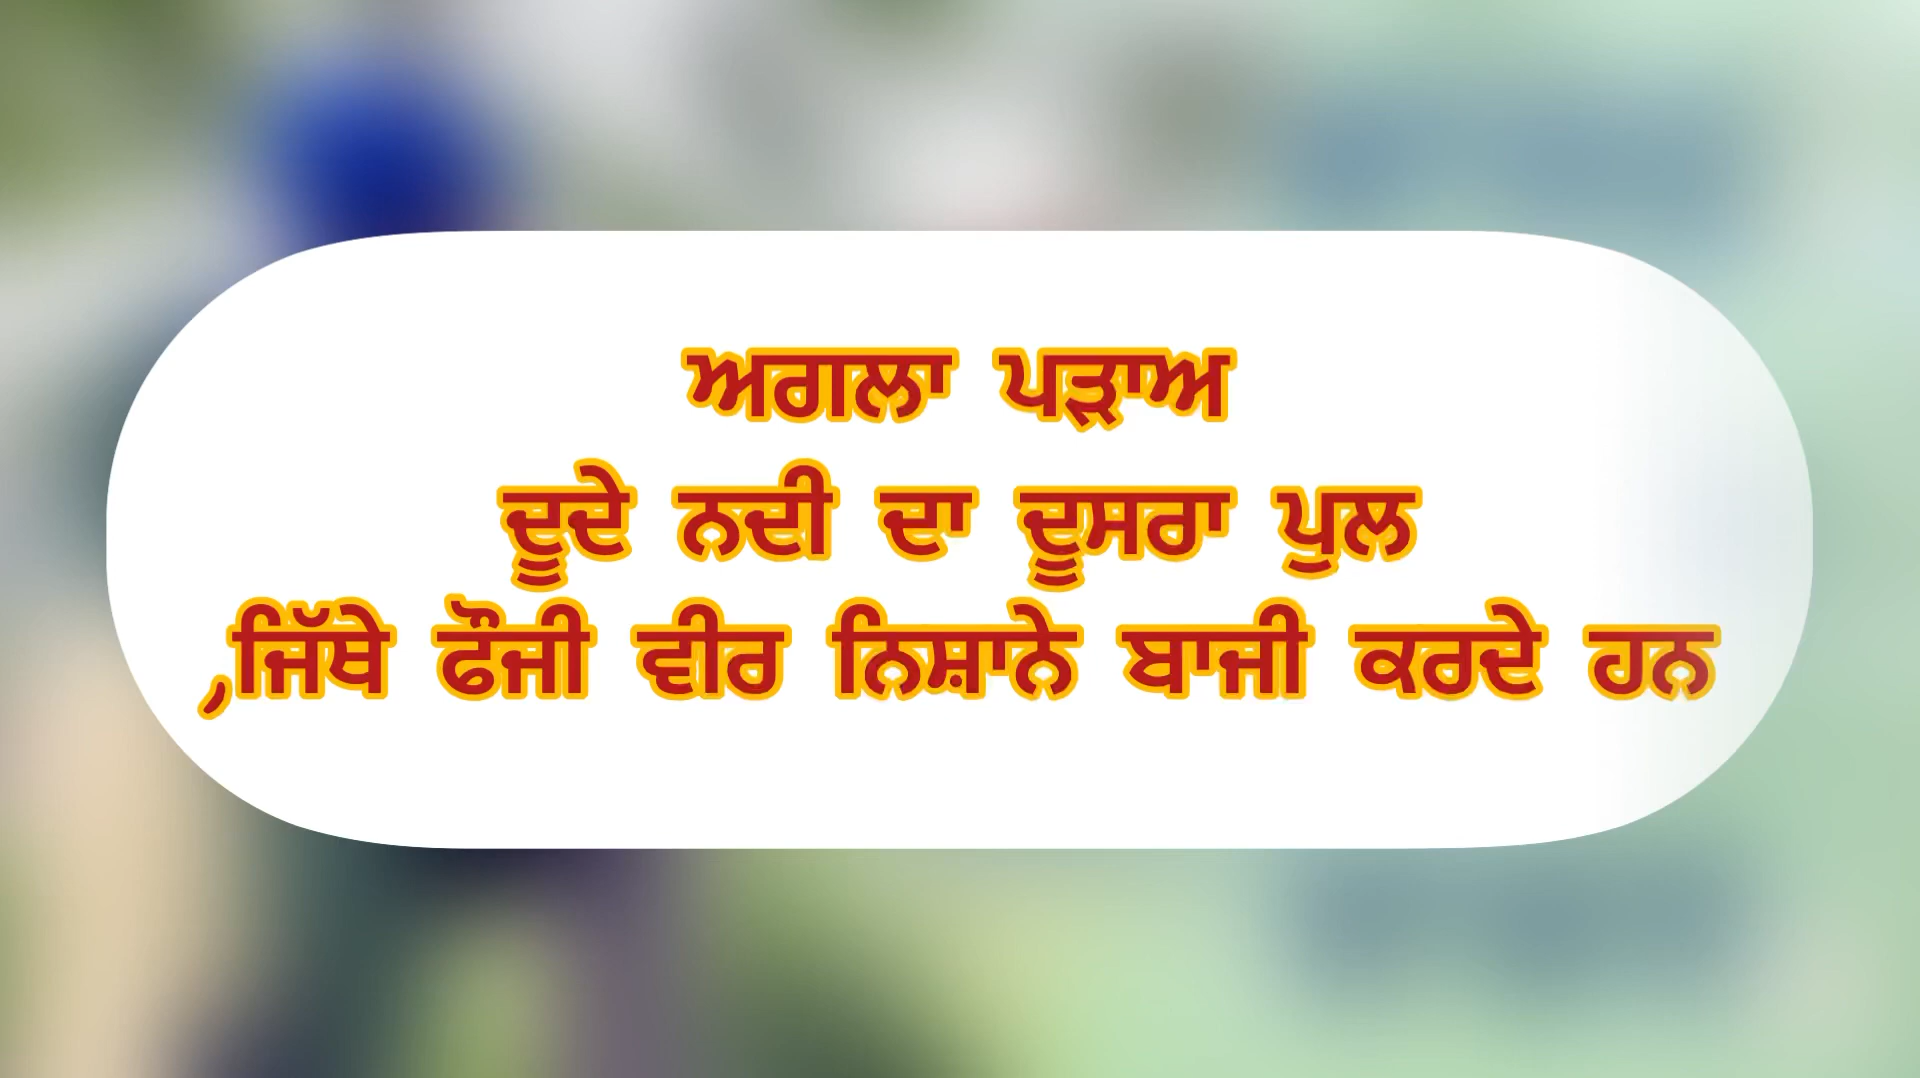 ਅਗਲਾ ਪੜਾਅ
ਦੂਦੇ ਨਦੀ ਦਾ ਦੂਸਰਾ ਪੁਲ
,ਜਿੱਥੇ ਫੌਜੀ ਵੀਰ ਨਿਸ਼ਾਨੇ ਬਾਜੀ ਕਰਦੇ ਹਨ